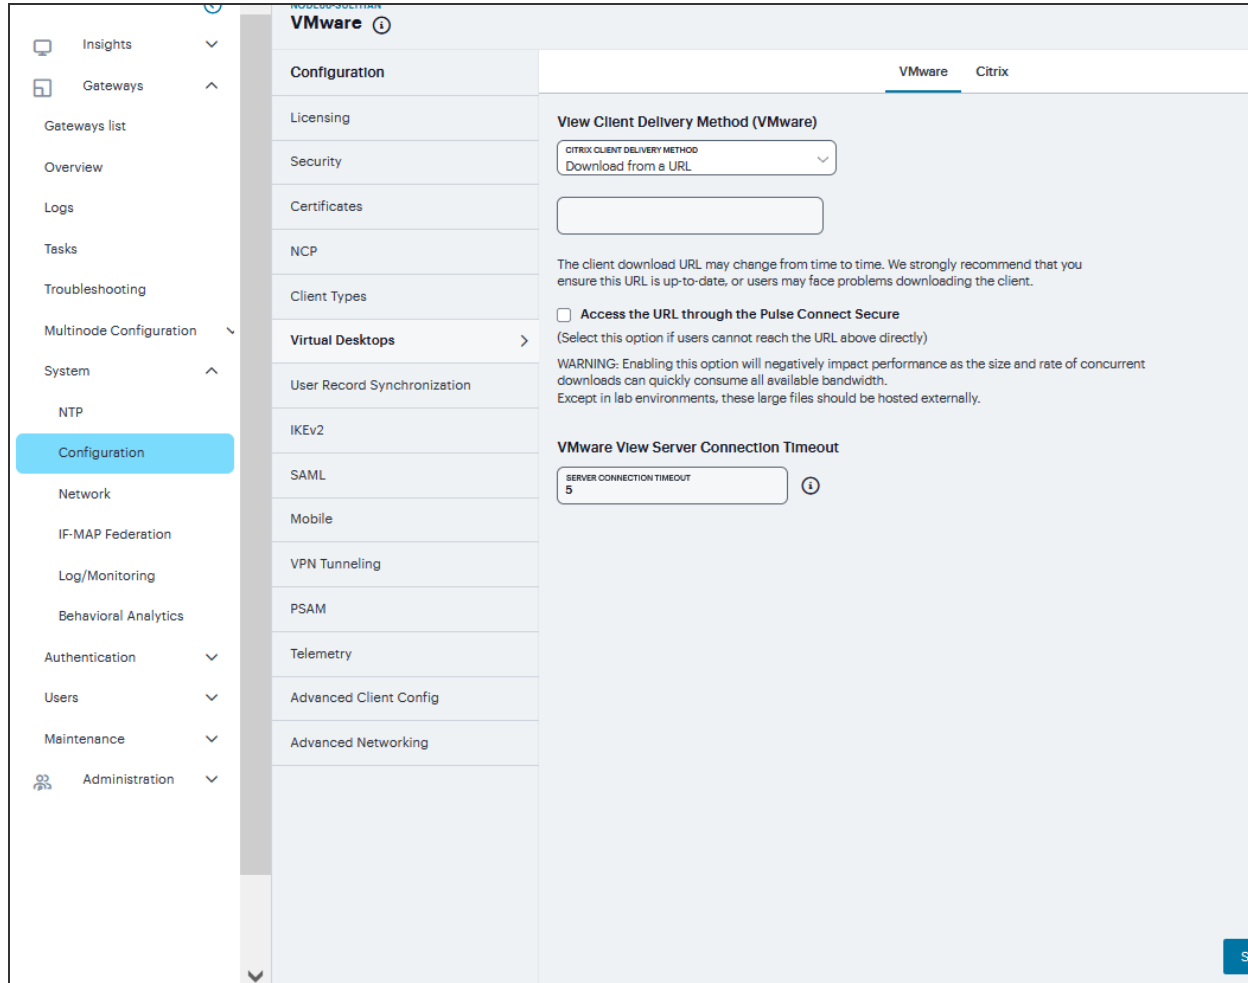 VMware
Insights
Gateways
Gateways list
Overview
Logs
Tasks
Troubleshooting
Multinode Configuration
System
NTP
Configuration
Network
IF-MAP Federation
Log/Monitoring
Behavioral Analytics
Authentication
Users
Maintenance
Administration
Configuration
Licensing
Security
Certificates
NCP
Client Types
Virtual Desktops
User Record Synchronization
IKEv2
SAML
Mobile
VPN Tunneling
PSAM
Telemetry
Advanced Client Config
Advanced Networking
VMware Citrix
View Client Delivery Method (VMware)
CITRIX CLIENT DELIVERY METHOD
Download from a URL
The client download URL may change from time to time. We strongly recommend that you
ensure this URL is up-to-date, or users may face problems downloading the client.
Access the URL through the Pulse Connect Secure
(Select this option if users cannot reach the URL above directly)
WARNING: Enabling this option will negatively impact performance as the size and rate of concurrent
downloads can quickly consume all available bandwidth.
Except in lab environments, these large files should be hosted externally.
VMware View Server Connection Timeout
SERVER CONNECTION TIMEOUT
5